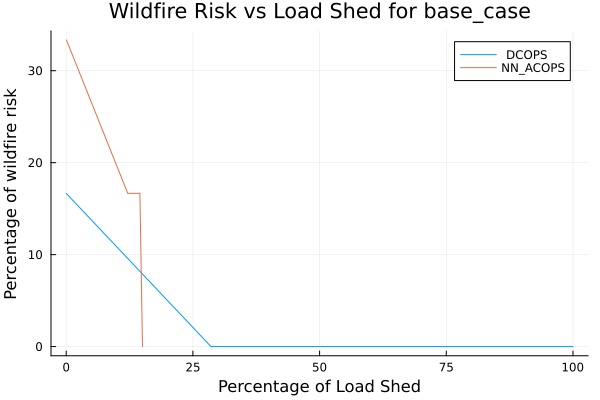 Wildfire Risk vs Load Shed for base_case
DCOPS
NN_ACOPS
Percentage of wildfire risk
30
20
10
0
0 25 50 75 100
Percentage of Load Shed